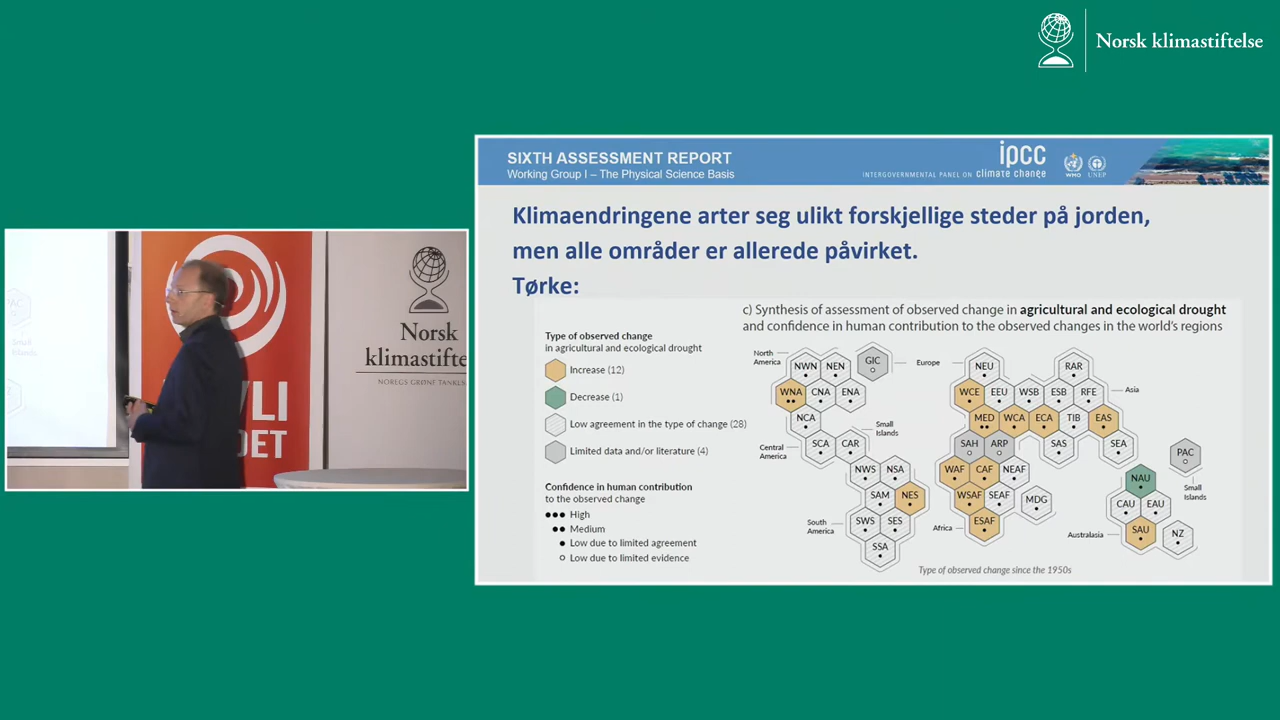 Norsk klimastiftelse
SIXTH ASSESSMENT REPORT
Working Group I – The Physical Science Basis
ipcc
INTERGOVERNMENTAL PANEL ON climate change
WMO
UNEP
Klimaendringene arter seg ulikt forskjellige steder på jorden,
men alle områder er allerede påvirket.
Tørke:
c) Synthesis of assessment of observed change in agricultural and ecological drought
and confidence in human contribution to the observed changes in the world's regions
Type of observed change
in agricultural and ecological drought
Increase (12)
Decrease (1)
Low agreement in the type of change (28)
Limited data and/or literature (4)
Confidence in human contribution
to the observed change
High
Medium
Low due to limited agreement
Low due to limited evidence
North
America
NWN NEN GIC
WNA CNA ENA
NCA
Central
America
SCA CAR
Small
Islands
NWS NSA
SAM NES
South
America
SWS SES
SSA
Europe
NEU RAR
WCE EEU WSB ESB RFE
Asia
MED WCA ECA TIB EAS
SAH ARP SAS SEA
WAF CAF NEAF
WSAF SEAF MDG
Africa
ESAF
PAC
Small
Islands
NAU
CAU EAU
Australasia
SAU NZ
Type of observed change since the 1950s
Norsk
klimastifte
NOREGS GRØNE TANKES
LI
DET